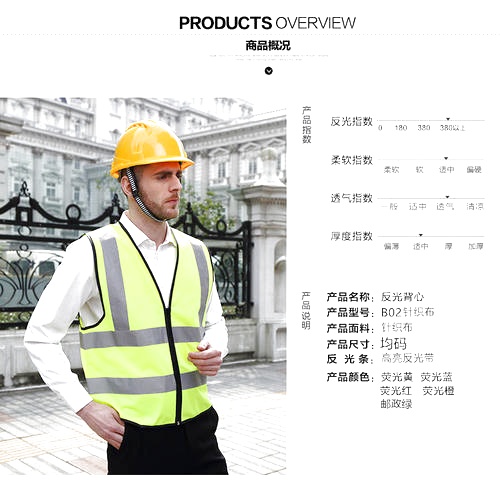 PRODUCTS OVERVIEW
商品概况
产品指数
反光指数
0 180 330 380以上
柔软指数
柔软 软 适中 偏硬
透气指数
一般 适中 透气 清凉
厚度指数
偏薄 适中 厚 加厚
产品说明
产品名称：反光背心
产品型号：B02针织布
产品面料：针织布
产品尺寸：均码
反 光 条：高亮反光带
产品颜色：荧光黄 荧光蓝
荧光红 荧光橙
邮政绿